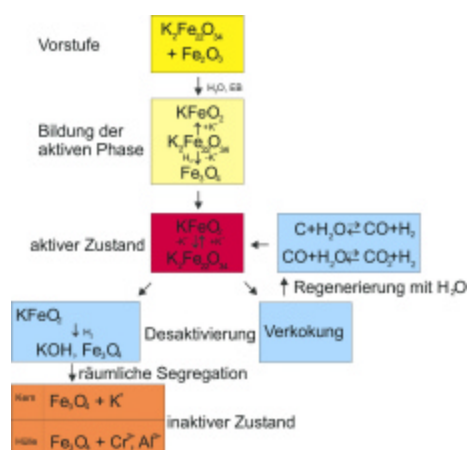 Vorstufe
K₂Fe₂₂O₃₄
+ Fe₂O₃
↓ H₂O, EB
Bildung der
aktiven Phase
KFeO₂
↑ +K⁺
K₂Fe₂₂O₃₄
H₂ ↓ -K⁺
Fe₃O₄
aktiver Zustand
KFeO₂
-K⁺ ↓↑ +K⁺
K₂Fe₂₂O₃₄
C+H₂O⇄ CO+H₂
CO+H₂O⇄ CO₂+H₂
Regenerierung mit H₂O
KFeO₂
↓ H₂
KOH, Fe₃O₄
Desaktivierung
Verkokung
räumliche Segregation
Kern Fe₃O₄ + K⁺
Hülle Fe₃O₄ + Cr³⁺, Al³⁺
inaktiver Zustand